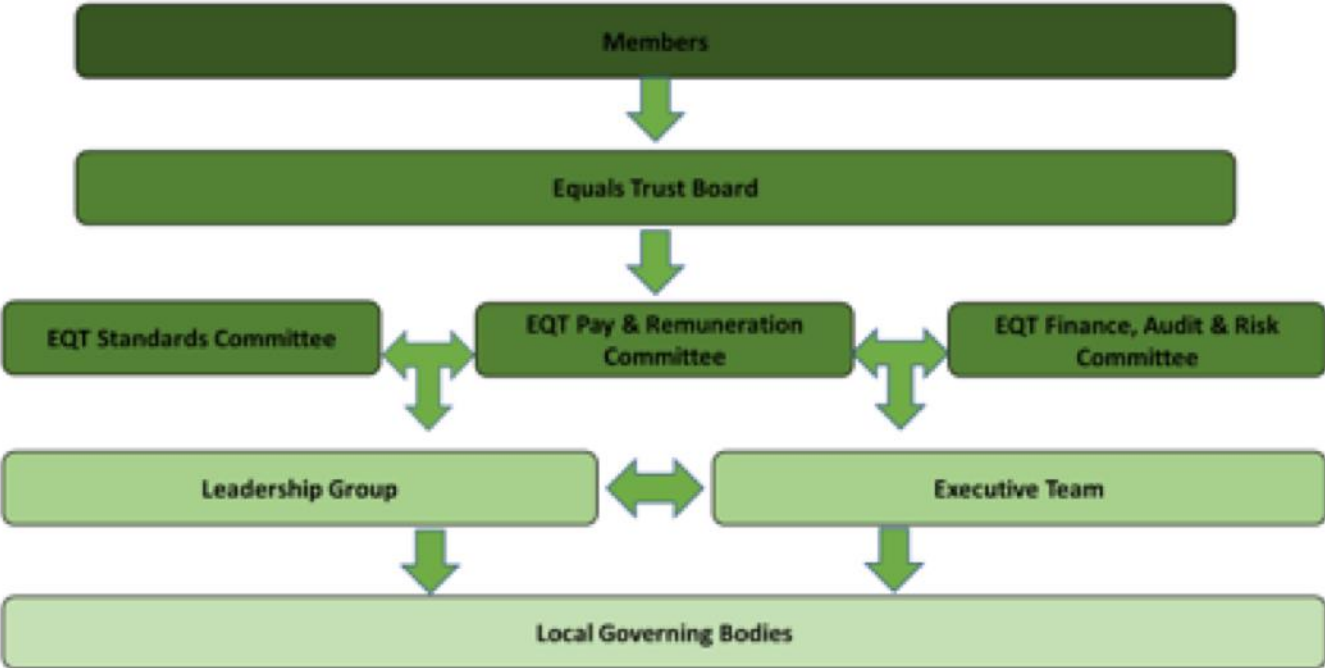 Members
Equals Trust Board
EQT Standards Committee
EQT Pay & Remuneration
Committee
EQT Finance, Audit & Risk
Committee
Leadership Group
Executive Team
Local Governing Bodies